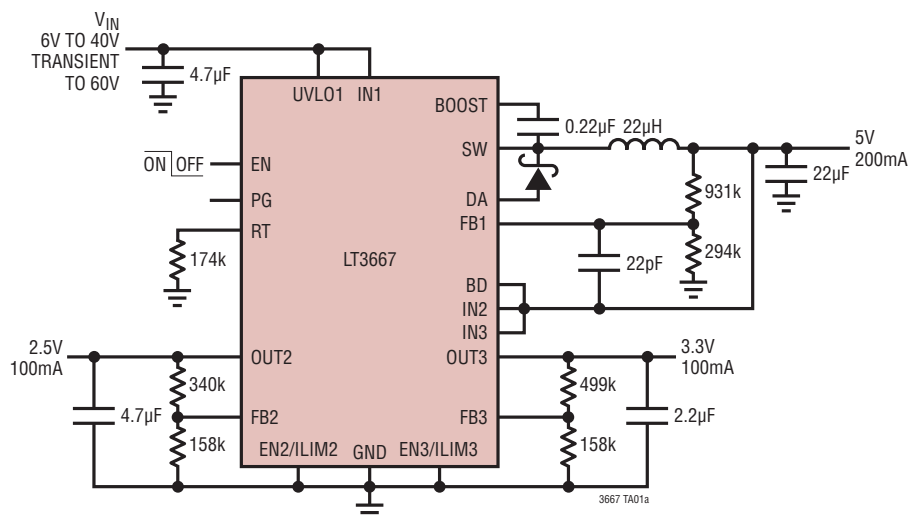 VIN
6V TO 40V
TRANSIENT
TO 60V
4.7µF
UVLO1 IN1
BOOST
0.22µF 22µH
SW
5V
200mA
ON OFF
EN
DA
931k
22µF
PG
FB1
RT
LT3667
294k
174k
22pF
BD
IN2
IN3
2.5V
100mA
OUT2
OUT3
3.3V
100mA
340k
499k
4.7µF
FB2
FB3
2.2µF
158k
158k
EN2/ILIM2 GND EN3/ILIM3
3667 TA01a